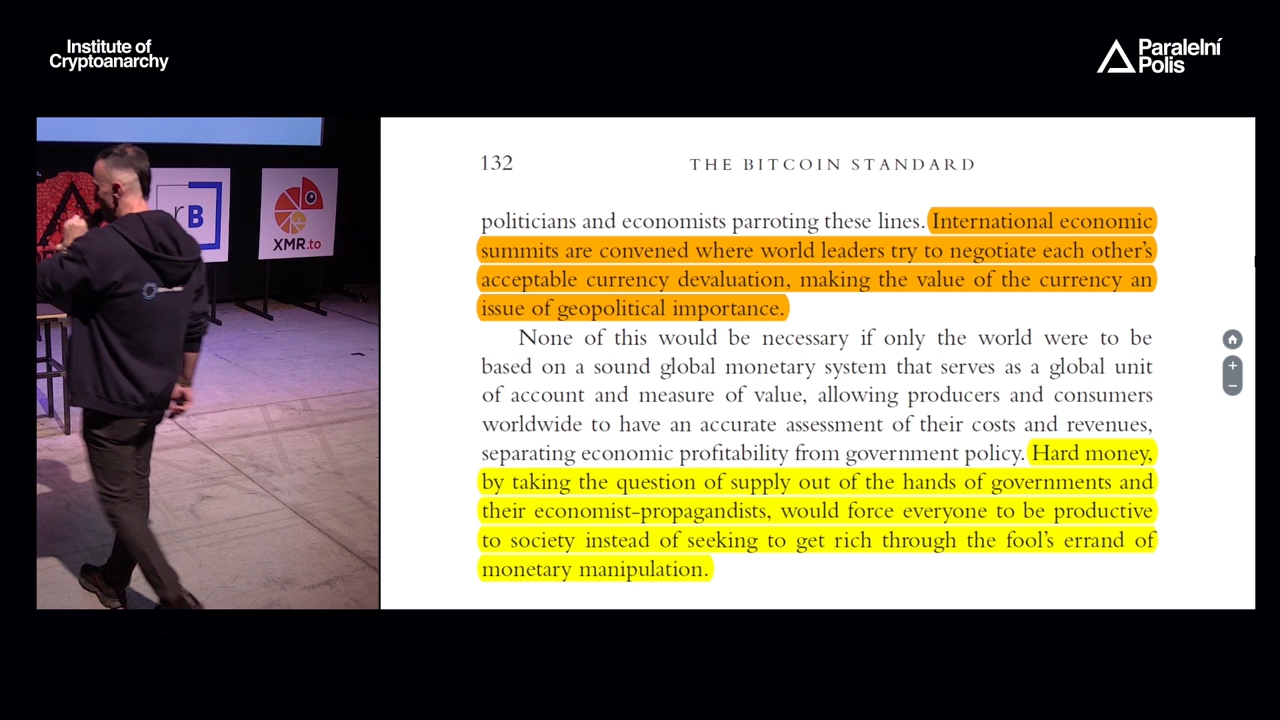 Institute of
Cryptoanarchy
Paralelní
Polis
rB
XMR.to
132
THE BITCOIN STANDARD
politicians and economists parroting these lines. International economic
summits are convened where world leaders try to negotiate each other's
acceptable currency devaluation, making the value of the currency an
issue of geopolitical importance.
None of this would be necessary if only the world were to be
based on a sound global monetary system that serves as a global unit
of account and measure of value, allowing producers and consumers
worldwide to have an accurate assessment of their costs and revenues,
separating economic profitability from government policy. Hard money,
by taking the question of supply out of the hands of governments and
their economist-propagandists, would force everyone to be productive
to society instead of seeking to get rich through the fool's errand of
monetary manipulation.
+
−